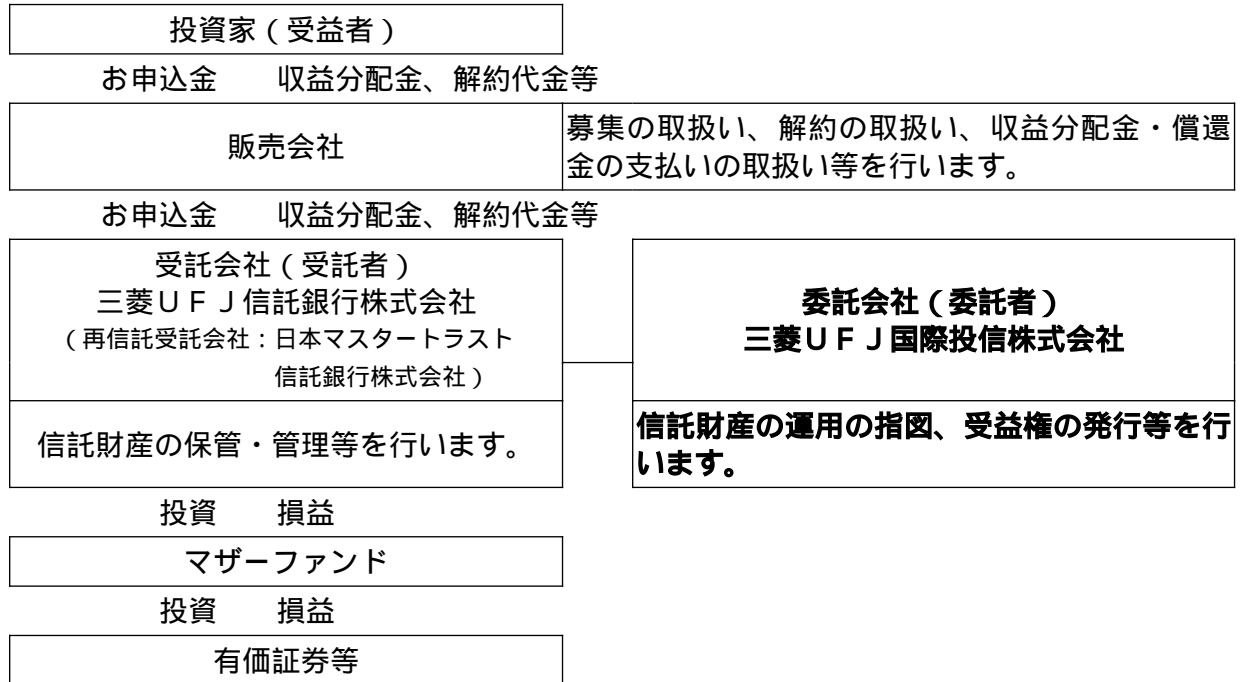 投資家(受益者)
お申込金　　収益分配金、解約代金等
販売会社
募集の取扱い、解約の取扱い、収益分配金・償還
金の支払いの取扱い等を行います。
お申込金　　収益分配金、解約代金等
受託会社(受託者)
三菱UFJ信託銀行株式会社
(再信託受託会社:日本マスタートラスト
信託銀行株式会社)
委託会社(委託者)
三菱UFJ国際投信株式会社
信託財産の保管・管理等を行います。
信託財産の運用の指図、受益権の発行等を行
います。
投資　　損益
マザーファンド
投資　　損益
有価証券等